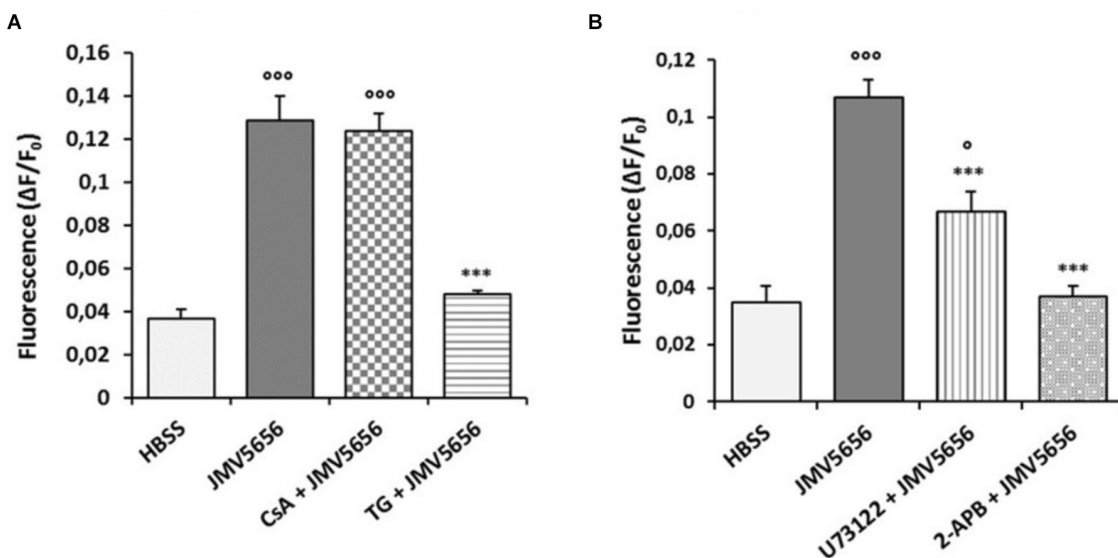 A
Fluorescence (ΔF/F₀)
0,16
0,14
0,12
0,1
0,08
0,06
0,04
0,02
0
°°°
°°°
***
HBSS
JMV5656
CsA + JMV5656
TG + JMV5656
B
Fluorescence (ΔF/F₀)
0,12
0,1
0,08
0,06
0,04
0,02
0
°°°
°
***
***
HBSS
JMV5656
U73122 + JMV5656
2-APB + JMV5656